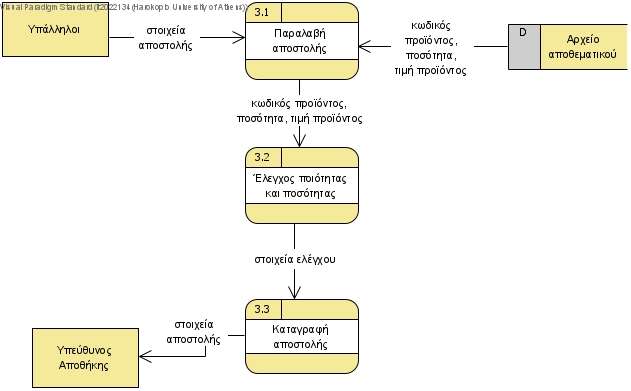 Visual Paradigm Standard(it2022134(Harokopio University of Athens))
Υπάλληλοι
στοιχεία
αποστολής
3.1
Παραλαβή
αποστολής
κωδικός
προϊόντος,
ποσότητα,
τιμή προϊόντος
D
Αρχείο
αποθεματικού
κωδικός προϊόντος,
ποσότητα, τιμή προϊόντος
3.2
Έλεγχος ποιότητας
και ποσότητας
στοιχεία ελέγχου
3.3
Καταγραφή
αποστολής
στοιχεία
αποστολής
Υπεύθυνος
Αποθήκης